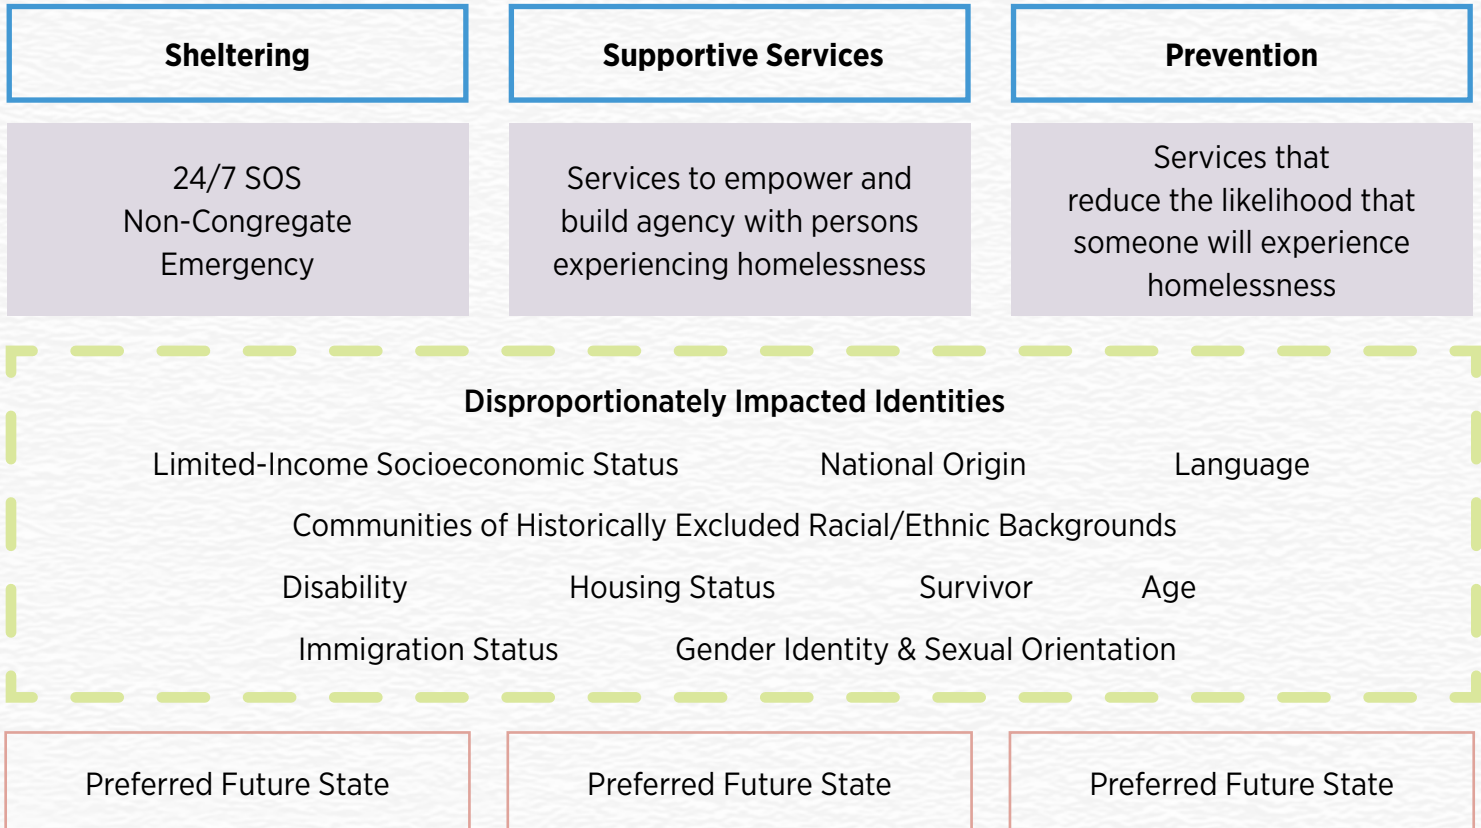 Sheltering
Supportive Services
Prevention
24/7 SOS
Non-Congregate
Emergency
Services to empower and
build agency with persons
experiencing homelessness
Services that
reduce the likelihood that
someone will experience
homelessness
Disproportionately Impacted Identities
Limited-Income Socioeconomic Status National Origin Language
Communities of Historically Excluded Racial/Ethnic Backgrounds
Disability Housing Status Survivor Age
Immigration Status Gender Identity & Sexual Orientation
Preferred Future State
Preferred Future State
Preferred Future State